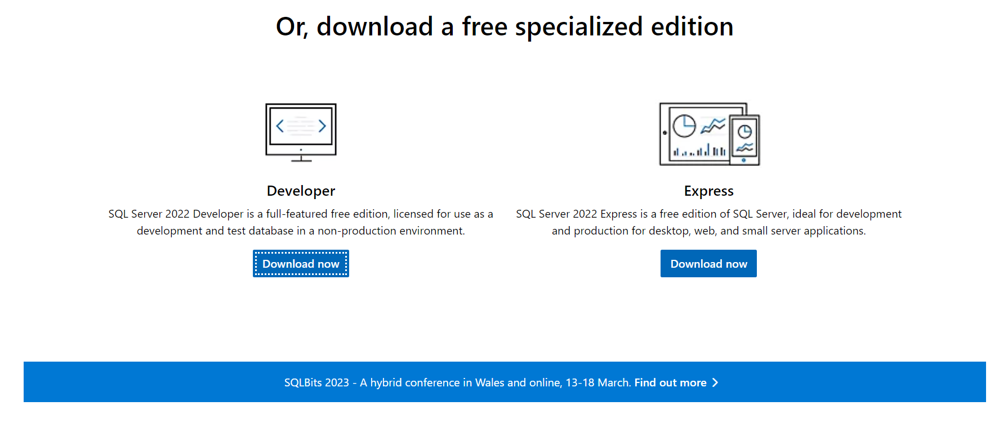 Or, download a free specialized edition
Developer
SQL Server 2022 Developer is a full-featured free edition, licensed for use as a
development and test database in a non-production environment.
Download now
Express
SQL Server 2022 Express is a free edition of SQL Server, ideal for development
and production for desktop, web, and small server applications.
Download now
SQLBits 2023 - A hybrid conference in Wales and online, 13-18 March. Find out more